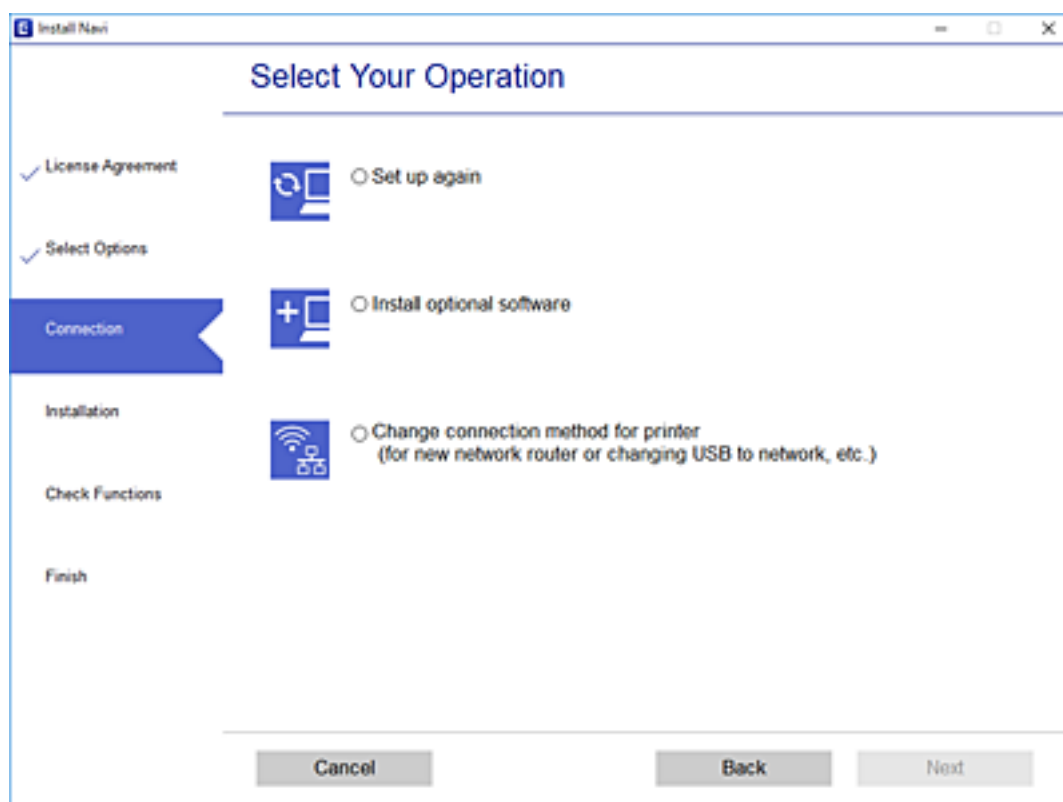 Install Navi
Select Your Operation
License Agreement
Select Options
Connection
Installation
Check Functions
Finish
Set up again
Install optional software
Change connection method for printer
(for new network router or changing USB to network, etc.)
Cancel
Back
Next